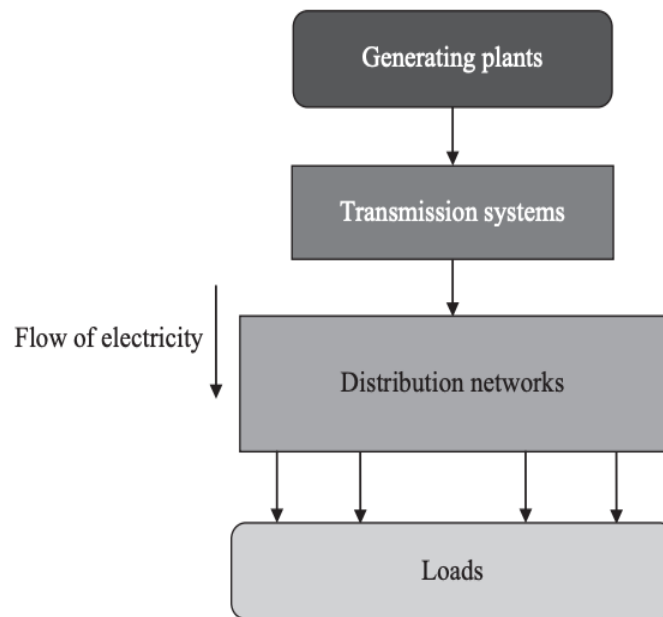 Generating plants
Transmission systems
Flow of electricity
Distribution networks
Loads